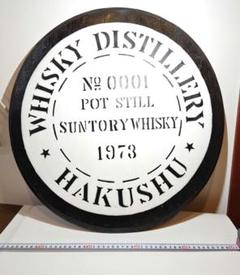 WHISKY DISTILLERY
Nº 0001
POT STILL
SUNTORY WHISKY
1973
★ HAKUSHU ★